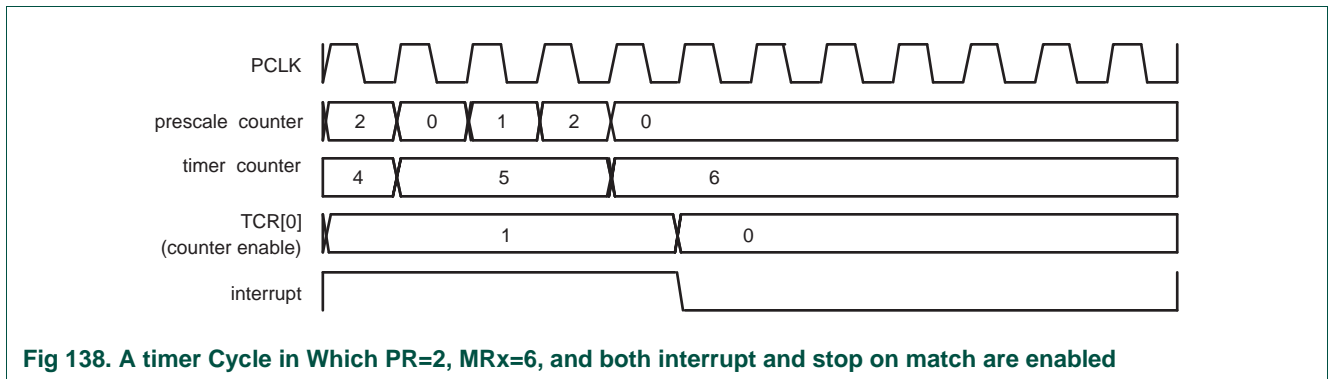 PCLK
prescale counter 2 0 1 2 0
timer counter 4 5 6
TCR[0]
(counter enable) 1 0
interrupt
Fig 138. A timer Cycle in Which PR=2, MRx=6, and both interrupt and stop on match are enabled